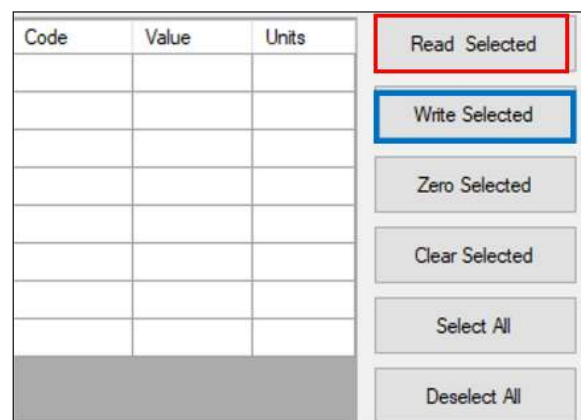 Code Value Units
Read Selected
Write Selected
Zero Selected
Clear Selected
Select All
Deselect All